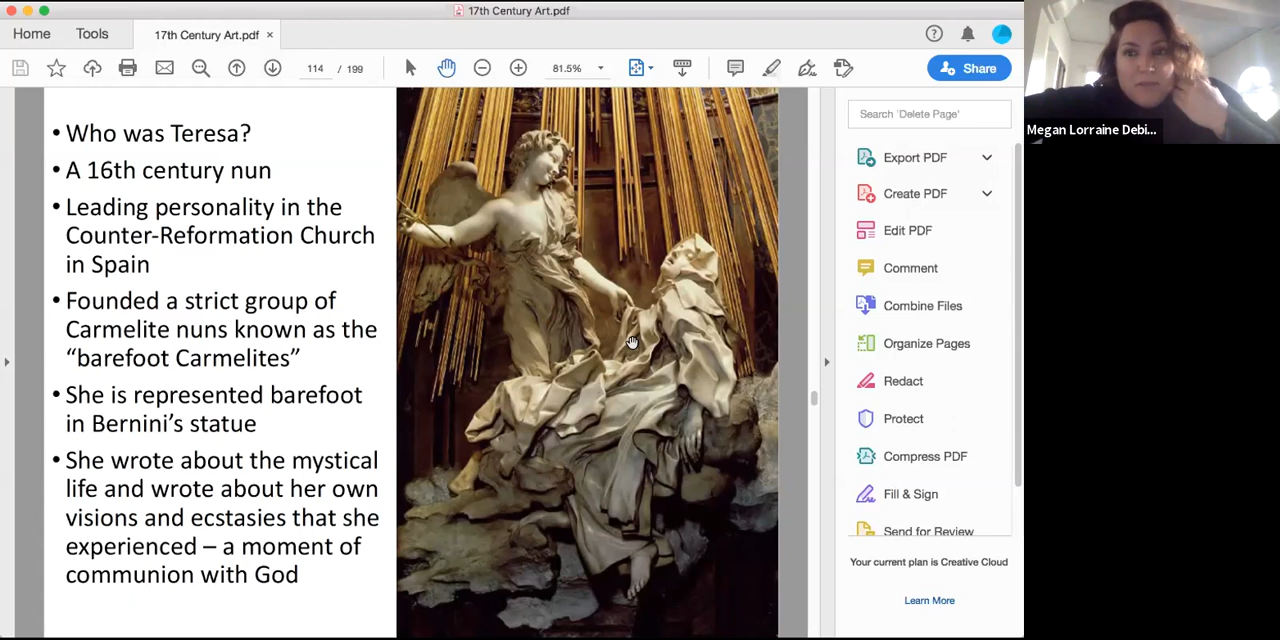 17th Century Art.pdf
Home
Tools
17th Century Art.pdf ×
114 / 199
81.5%
Share
• Who was Teresa?
• A 16th century nun
• Leading personality in the
Counter-Reformation Church
in Spain
• Founded a strict group of
Carmelite nuns known as the
“barefoot Carmelites”
• She is represented barefoot
in Bernini’s statue
• She wrote about the mystical
life and wrote about her own
visions and ecstasies that she
experienced – a moment of
communion with God
Search 'Delete Page'
Export PDF
Create PDF
Edit PDF
Comment
Combine Files
Organize Pages
Redact
Protect
Compress PDF
Fill & Sign
Send for Review
Your current plan is Creative Cloud
Learn More
Megan Lorraine Debi...